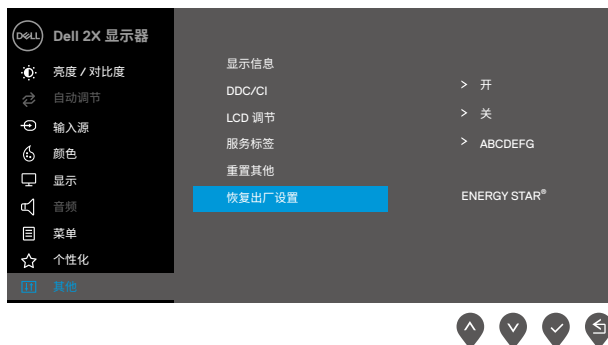 DELL Dell 2X 显示器
亮度 / 对比度
自动调节
输入源
颜色
显示
音频
菜单
个性化
其他
显示信息
DDC/CI > 开
LCD 调节 > 关
服务标签 > ABCDEFG
重置其他
恢复出厂设置 ENERGY STAR®